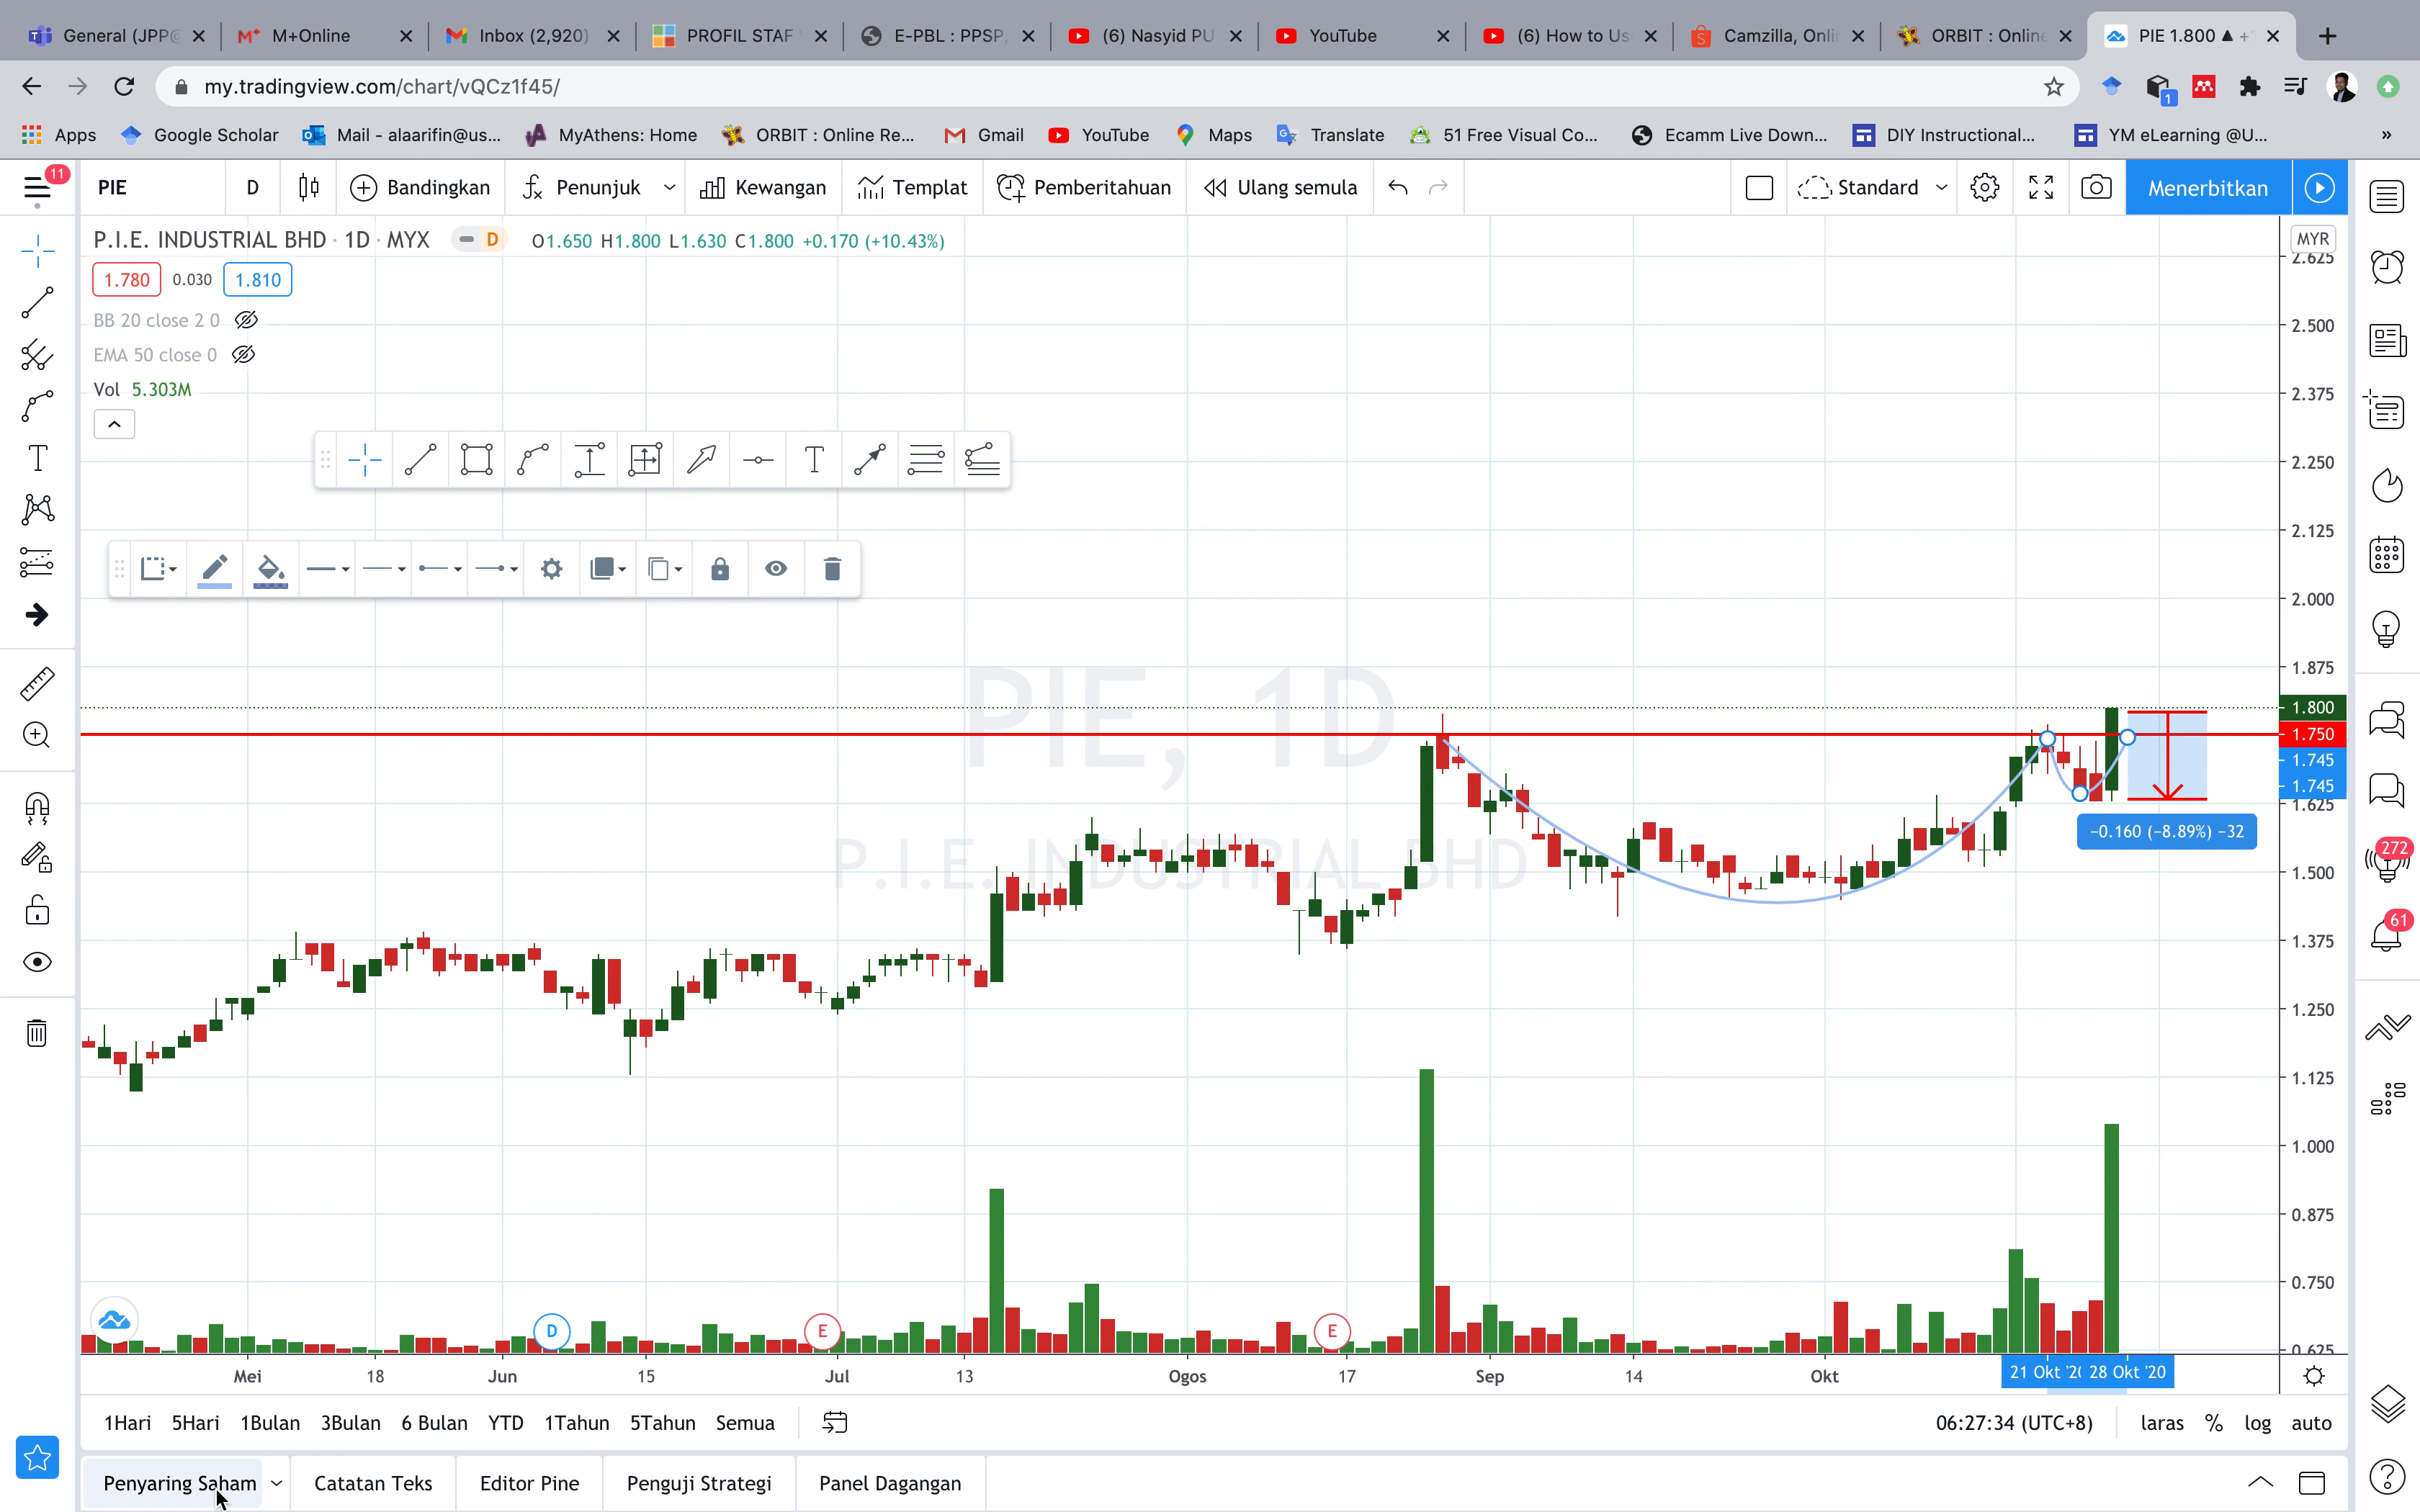 General (JPP@
M+Online
Inbox (2,920)
PROFIL STAF
E-PBL : PPSP,
(6) Nasyid PU
YouTube
(6) How to Us
Camzilla, Onli
ORBIT : Online
PIE 1.800 ▲ +
my.tradingview.com/chart/vQCz1f45/
Apps
Google Scholar
Mail - alaarifin@us...
MyAthens: Home
ORBIT : Online Re...
Gmail
YouTube
Maps
Translate
51 Free Visual Co...
Ecamm Live Down...
DIY Instructional...
YM eLearning @U...
»
11
PIE
D
Bandingkan
Penunjuk
Kewangan
Templat
Pemberitahuan
Ulang semula
Standard
Menerbitkan
P.I.E. INDUSTRIAL BHD · 1D · MYX
D
O1.650 H1.800 L1.630 C1.800 +0.170 (+10.43%)
1.780
0.030
1.810
BB 20 close 2 0
EMA 50 close 0
Vol 5.303M
PIE, 1D
P.I.E. INDUSTRIAL BHD
−0.160 (−8.89%) −32
MYR
2.625
2.500
2.375
2.250
2.125
2.000
1.875
1.800
1.750
1.745
1.745
1.625
1.500
1.375
1.250
1.125
1.000
0.875
0.750
0.625
272
61
D
E
E
Mei
18
Jun
15
Jul
13
Ogos
17
Sep
14
Okt
21 Okt '20
28 Okt '20
1Hari
5Hari
1Bulan
3Bulan
6 Bulan
YTD
1Tahun
5Tahun
Semua
06:27:34 (UTC+8)
laras
%
log
auto
Penyaring Saham
Catatan Teks
Editor Pine
Penguji Strategi
Panel Dagangan